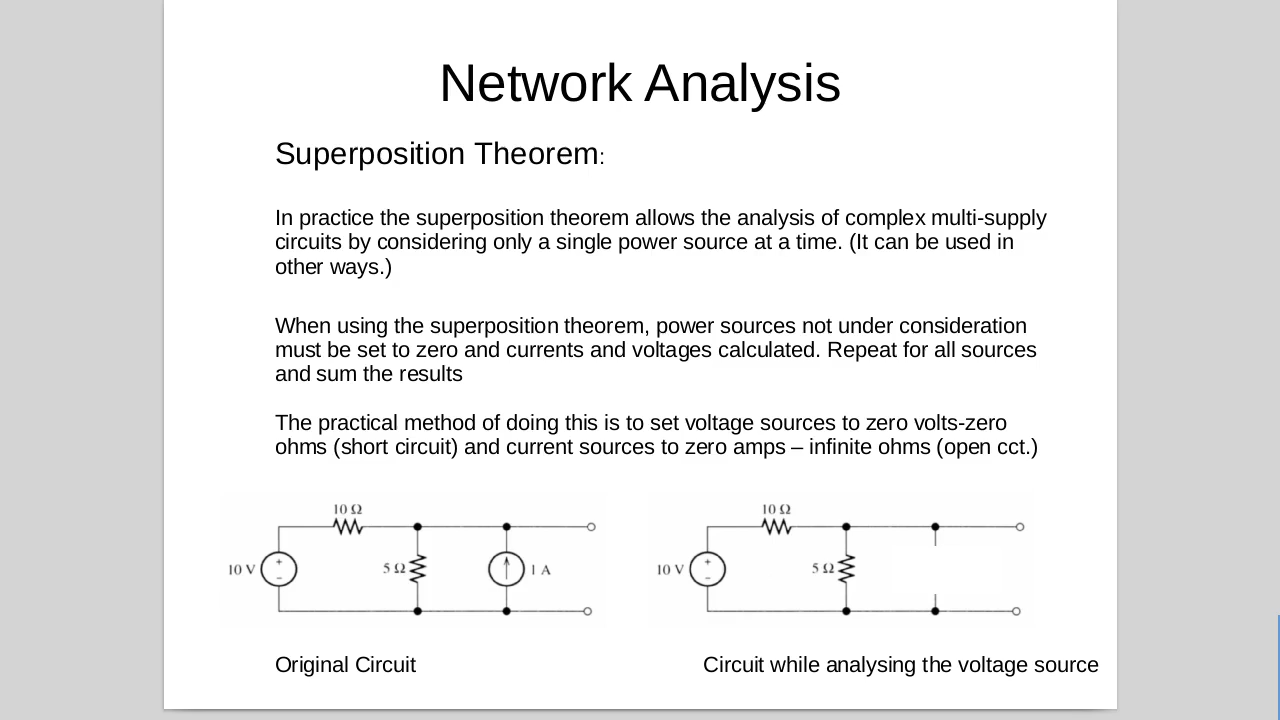 Network Analysis
Superposition Theorem:
In practice the superposition theorem allows the analysis of complex multi-supply
circuits by considering only a single power source at a time. (It can be used in
other ways.)
When using the superposition theorem, power sources not under consideration
must be set to zero and currents and voltages calculated. Repeat for all sources
and sum the results
The practical method of doing this is to set voltage sources to zero volts-zero
ohms (short circuit) and current sources to zero amps – infinite ohms (open cct.)
10 Ω
10 V
+
−
5 Ω
1 A
10 Ω
10 V
+
−
5 Ω
Original Circuit
Circuit while analysing the voltage source